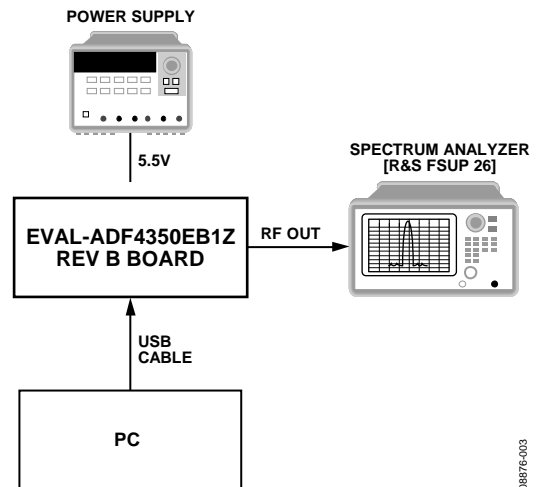 POWER SUPPLY
5.5V
SPECTRUM ANALYZER
[R&S FSUP 26]
EVAL-ADF4350EB1Z
REV B BOARD
RF OUT
USB
CABLE
PC
08876-003